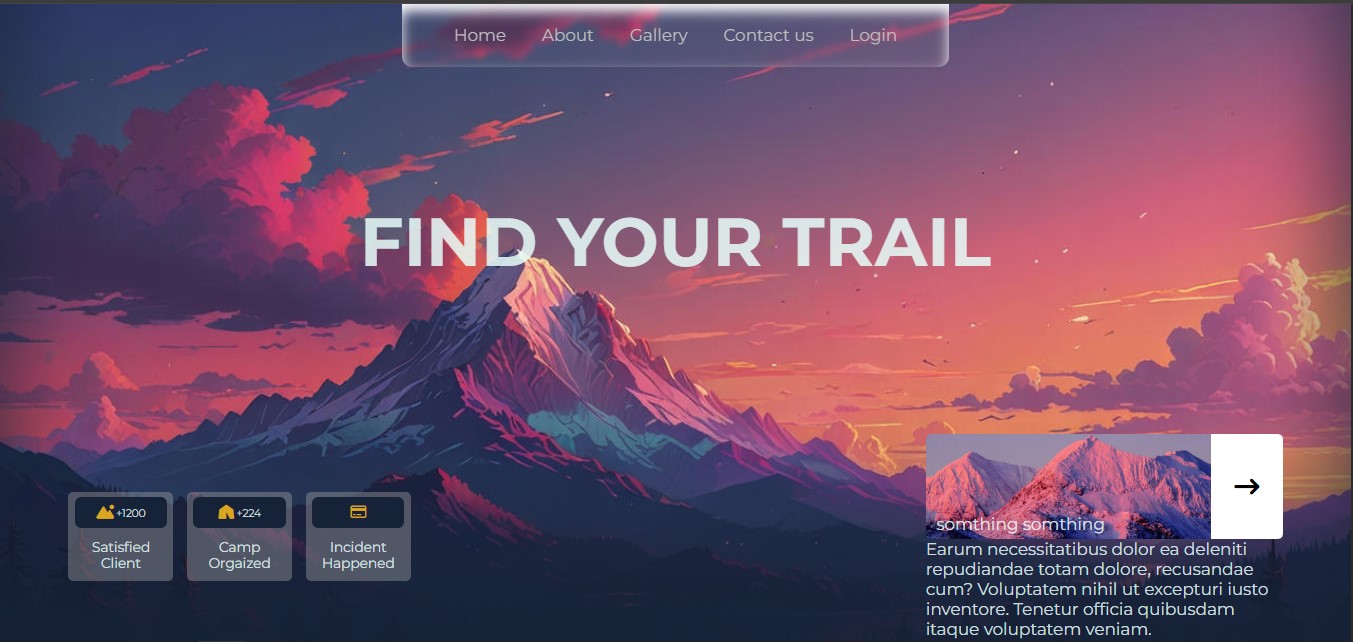 Home About Gallery Contact us Login
FIND YOUR TRAIL
+1200
Satisfied
Client
+224
Camp
Orgaized
Incident
Happened
somthing somthing
Earum necessitatibus dolor ea deleniti
repudiandae totam dolore, recusandae
cum? Voluptatem nihil ut excepturi iusto
inventore. Tenetur officia quibusdam
itaque voluptatem veniam.